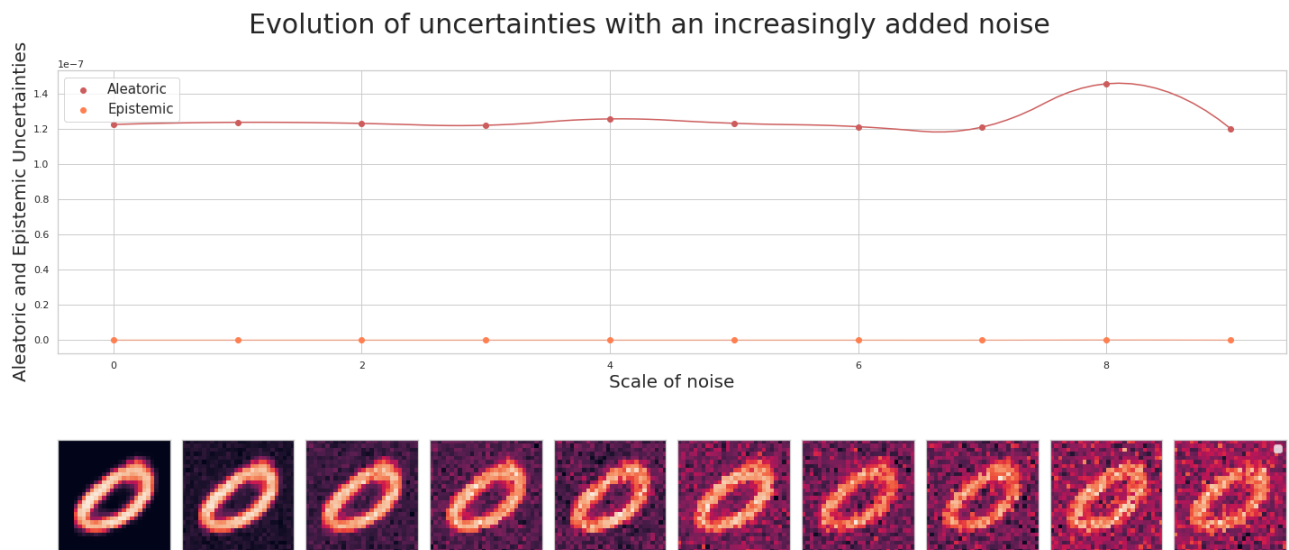 Evolution of uncertainties with an increasingly added noise
1e−7
Aleatoric
Epistemic
Aleatoric and Epistemic Uncertainties
1.4
1.2
1.0
0.8
0.6
0.4
0.2
0.0
0 2 4 6 8
Scale of noise